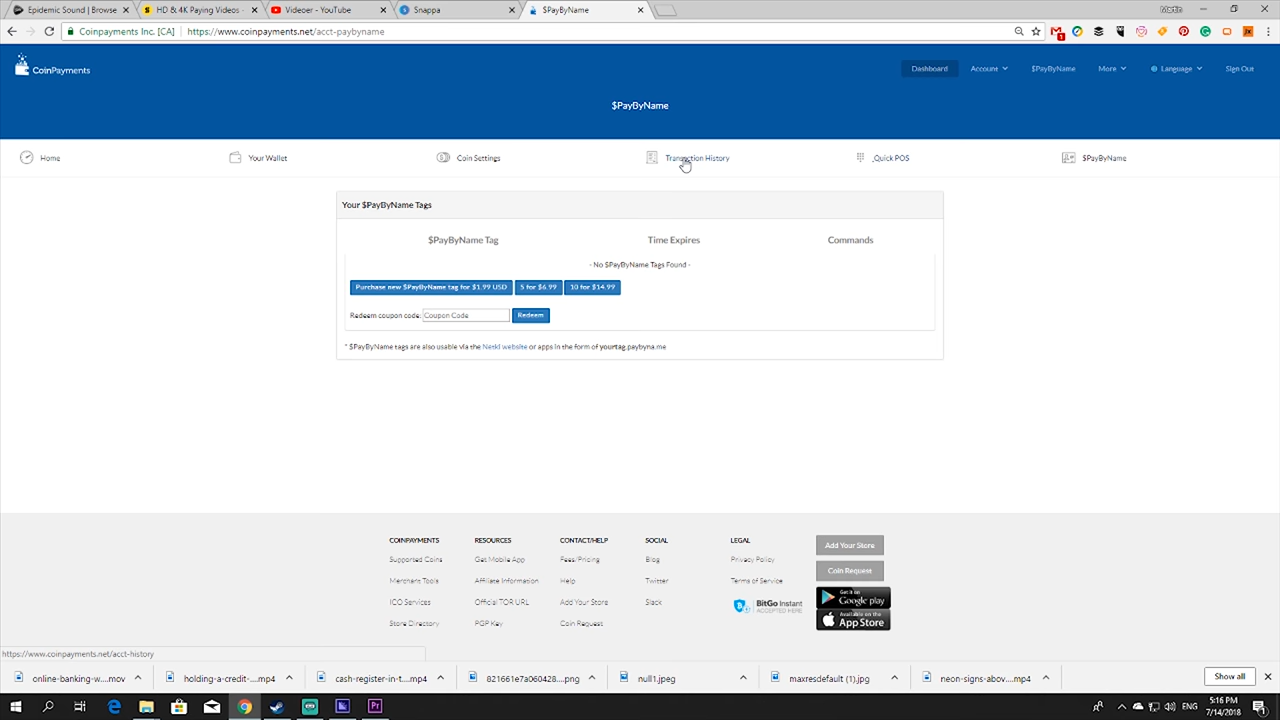 Epidemic Sound | Browse
HD & 4K Paying Videos -
Videoer - YouTube
Snappa
$PayByName
Martin
Coinpayments Inc. [CA]
https://www.coinpayments.net/acct-paybyname
CoinPayments
Dashboard
Account
$PayByName
More
Language
Sign Out
$PayByName
Home
Your Wallet
Coin Settings
Transaction History
Quick POS
$PayByName
Your $PayByName Tags
$PayByName Tag
Time Expires
Commands
- No $PayByName Tags Found -
Purchase new $PayByName tag for $1.99 USD
5 for $6.99
10 for $14.99
Redeem coupon code:
Coupon Code
Redeem
* $PayByName tags are also usable via the Netki website or apps in the form of yourtag.paybyna.me
COINPAYMENTS
Supported Coins
Merchant Tools
ICO Services
Store Directory
RESOURCES
Get Mobile App
Affiliate Information
Official TOR URL
PGP Key
CONTACT/HELP
Fees/Pricing
Help
Add Your Store
Coin Request
SOCIAL
Blog
Twitter
Slack
LEGAL
Privacy Policy
Terms of Service
BitGo Instant
ACCEPTED HERE
Add Your Store
Coin Request
Get it on
Google play
Available on the
App Store
https://www.coinpayments.net/acct-history
online-banking-w....mov
holding-a-credit-....mp4
cash-register-in-t....mp4
821661e7a060428....png
null1.jpeg
maxresdefault (1).jpg
neon-signs-abov....mp4
Show all
ENG
5:16 PM
7/14/2018